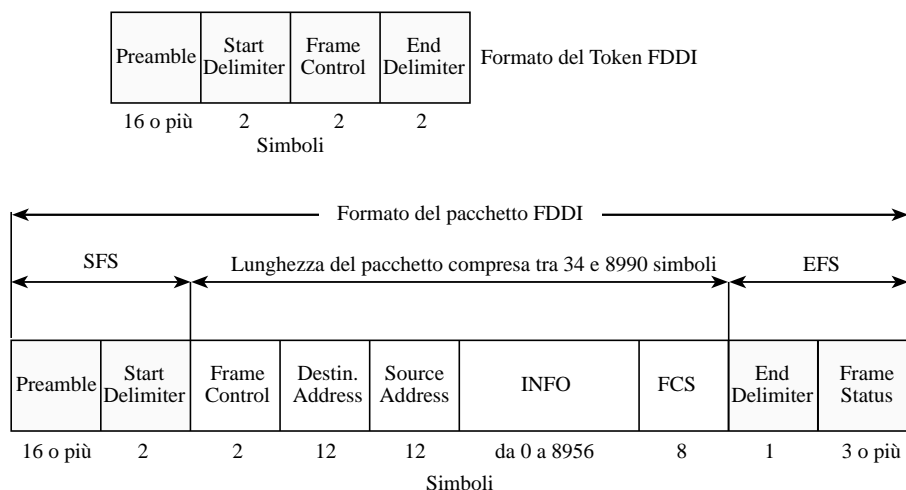 Preamble
Start
Delimiter
Frame
Control
End
Delimiter
Formato del Token FDDI
16 o più
2
2
2
Simboli
Formato del pacchetto FDDI
SFS
Lunghezza del pacchetto compresa tra 34 e 8990 simboli
EFS
Preamble
Start
Delimiter
Frame
Control
Destin.
Address
Source
Address
INFO
FCS
End
Delimiter
Frame
Status
16 o più
2
2
12
12
da 0 a 8956
8
1
3 o più
Simboli